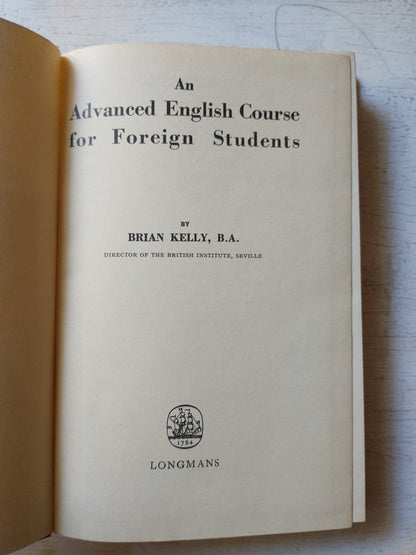 An
Advanced English Course
for Foreign Students
BY
BRIAN KELLY, B.A.
DIRECTOR OF THE BRITISH INSTITUTE, SEVILLE
1724
LONGMANS